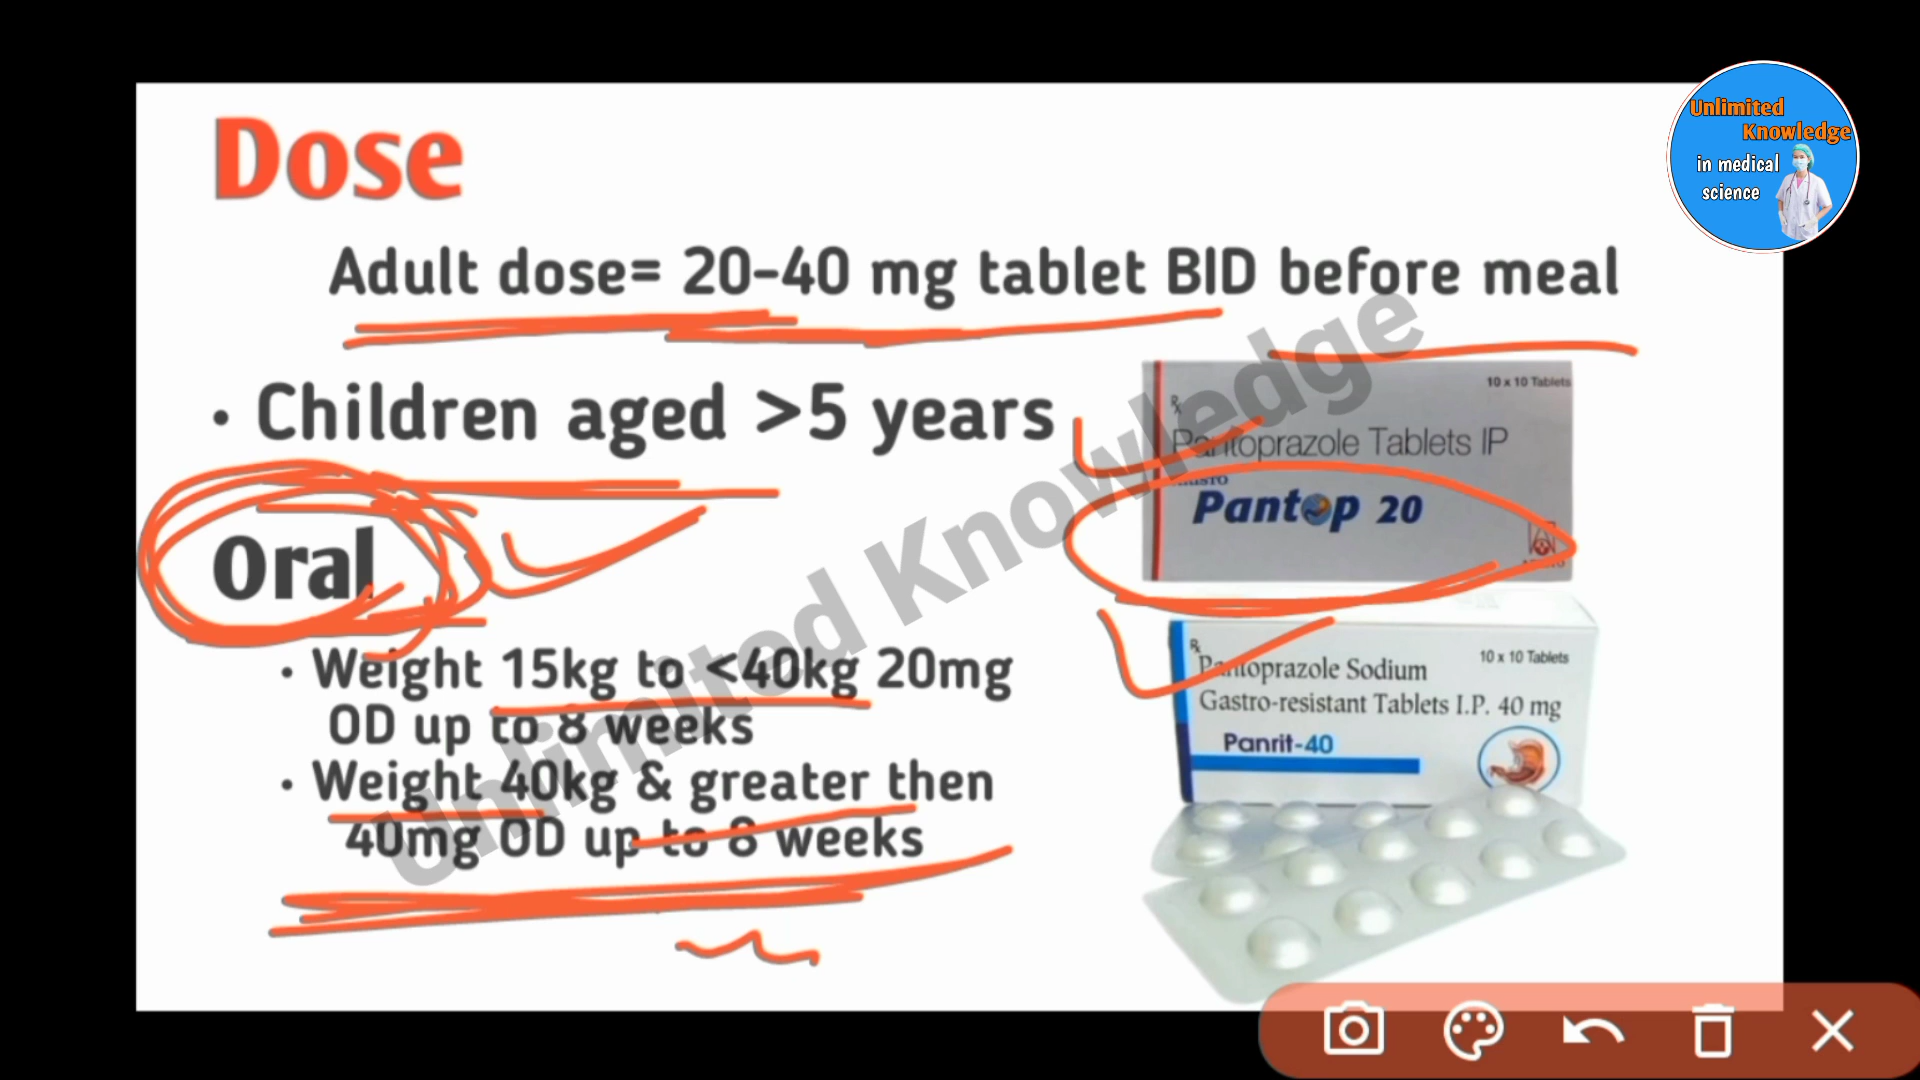 Unlimited
Knowledge
in medical
science
Dose
Adult dose= 20-40 mg tablet BID before meal
• Children aged >5 years
Oral
• Weight 15kg to <40kg 20mg
OD up to 8 weeks
• Weight 40kg & greater then
40mg OD up to 8 weeks
10 x 10 Tablets
Rx
Pantoprazole Tablets IP
Pantop 20
Rx
Pantoprazole Sodium
10 x 10 Tablets
Gastro-resistant Tablets I.P. 40 mg
Panrit-40
Unlimited Knowledge